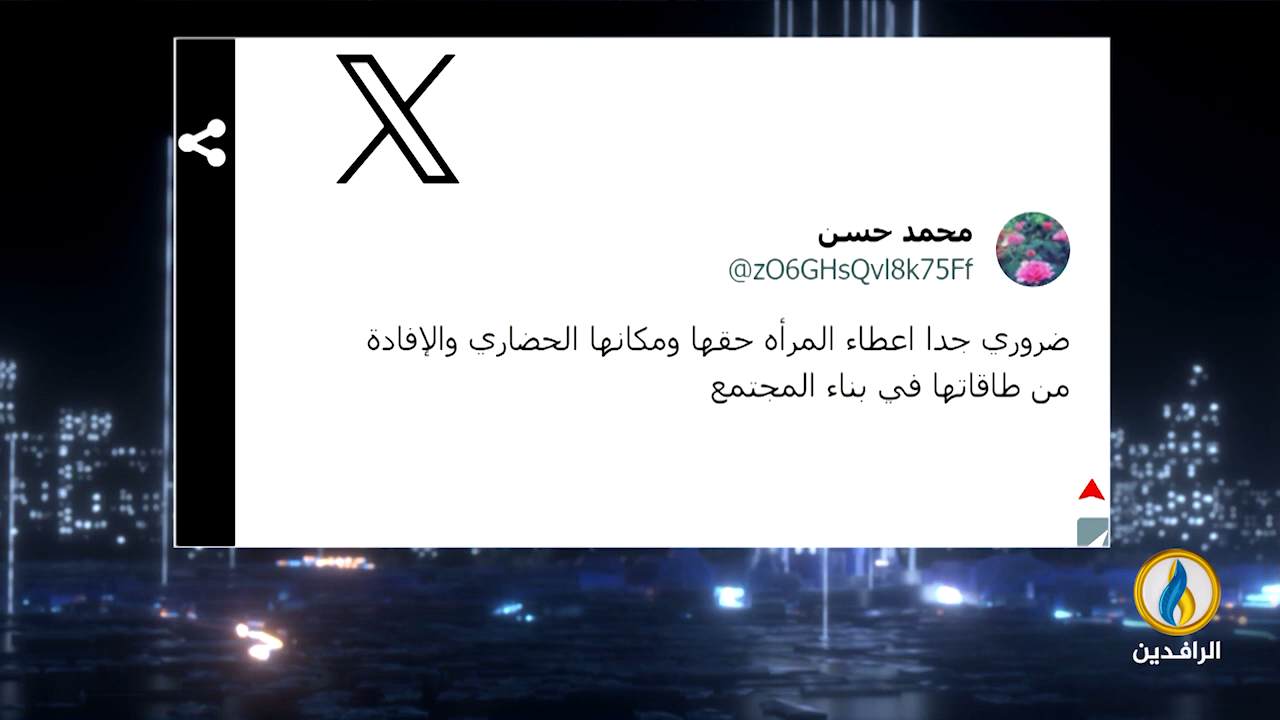 محمد حسن
@zO6GHsQvl8k75Ff
ضروري جدا اعطاء المرأه حقها ومكانها الحضاري والإفادة
من طاقاتها في بناء المجتمع
الرافدين